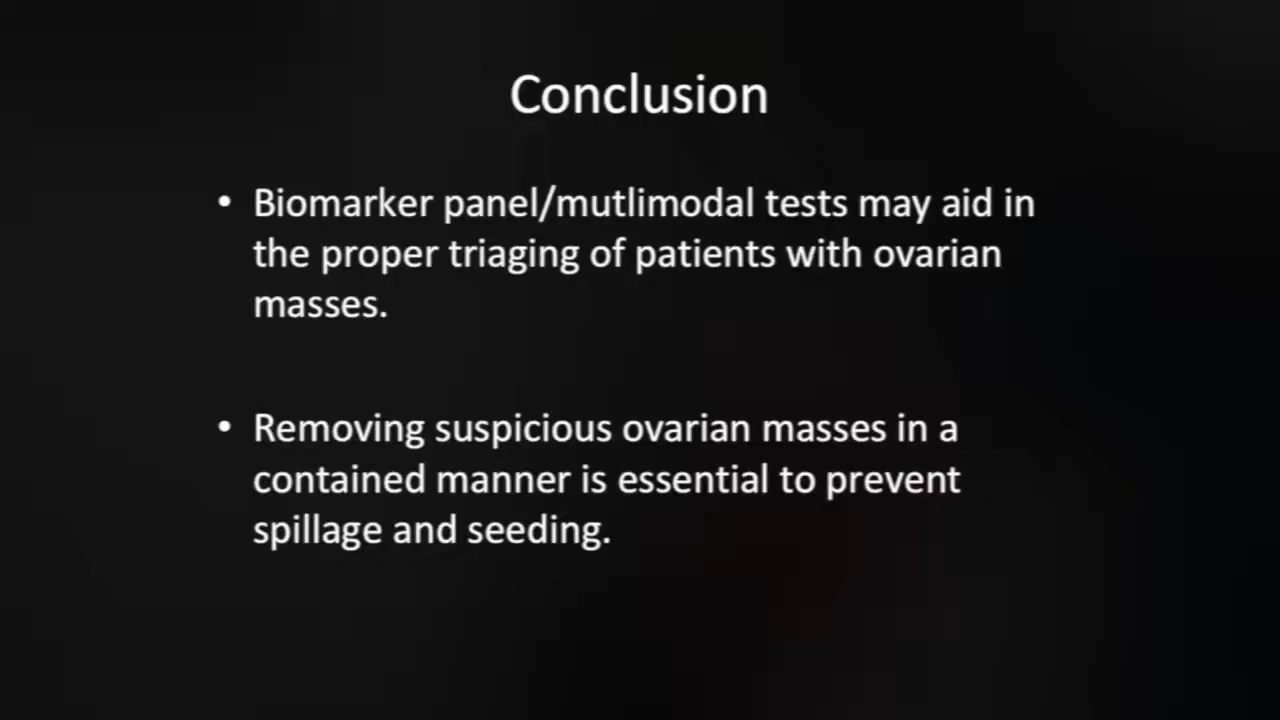 Conclusion
• Biomarker panel/mutlimodal tests may aid in
the proper triaging of patients with ovarian
masses.
• Removing suspicious ovarian masses in a
contained manner is essential to prevent
spillage and seeding.